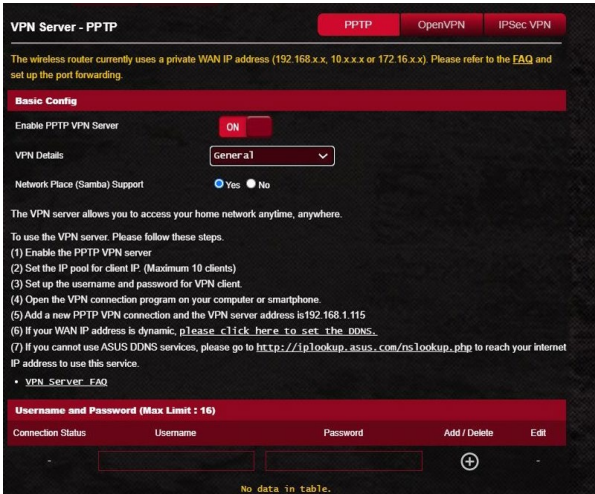 VPN Server - PPTP
PPTP
OpenVPN
IPSec VPN
The wireless router currently uses a private WAN IP address (192.168.x.x, 10.x.x.x or 172.16.x.x). Please refer to the FAQ and
set up the port forwarding.
Basic Config
Enable PPTP VPN Server
ON
VPN Details
General
Network Place (Samba) Support
Yes No
The VPN server allows you to access your home network anytime, anywhere.
To use the VPN server. Please follow these steps.
(1) Enable the PPTP VPN server
(2) Set the IP pool for client IP. (Maximum 10 clients)
(3) Set up the username and password for VPN client.
(4) Open the VPN connection program on your computer or smartphone.
(5) Add a new PPTP VPN connection and the VPN server address is192.168.1.115
(6) If your WAN IP address is dynamic, please click here to set the DDNS.
(7) If you cannot use ASUS DDNS services, please go to http://iplookup.asus.com/nslookup.php to reach your internet
IP address to use this service.
• VPN Server FAQ
Username and Password (Max Limit : 16)
Connection Status Username Password Add / Delete Edit
- -
No data in table.